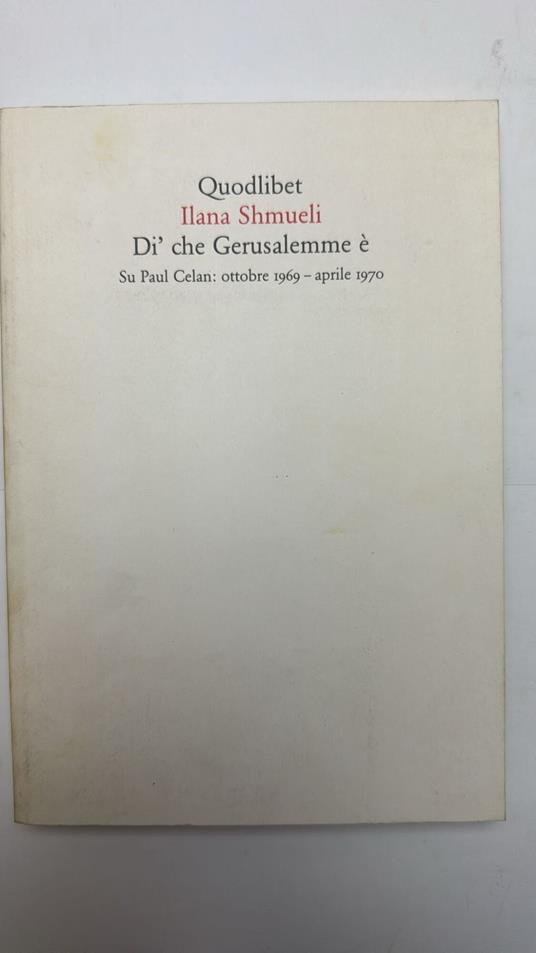 Quodlibet
Ilana Shmueli
Di’ che Gerusalemme è
Su Paul Celan: ottobre 1969 – aprile 1970